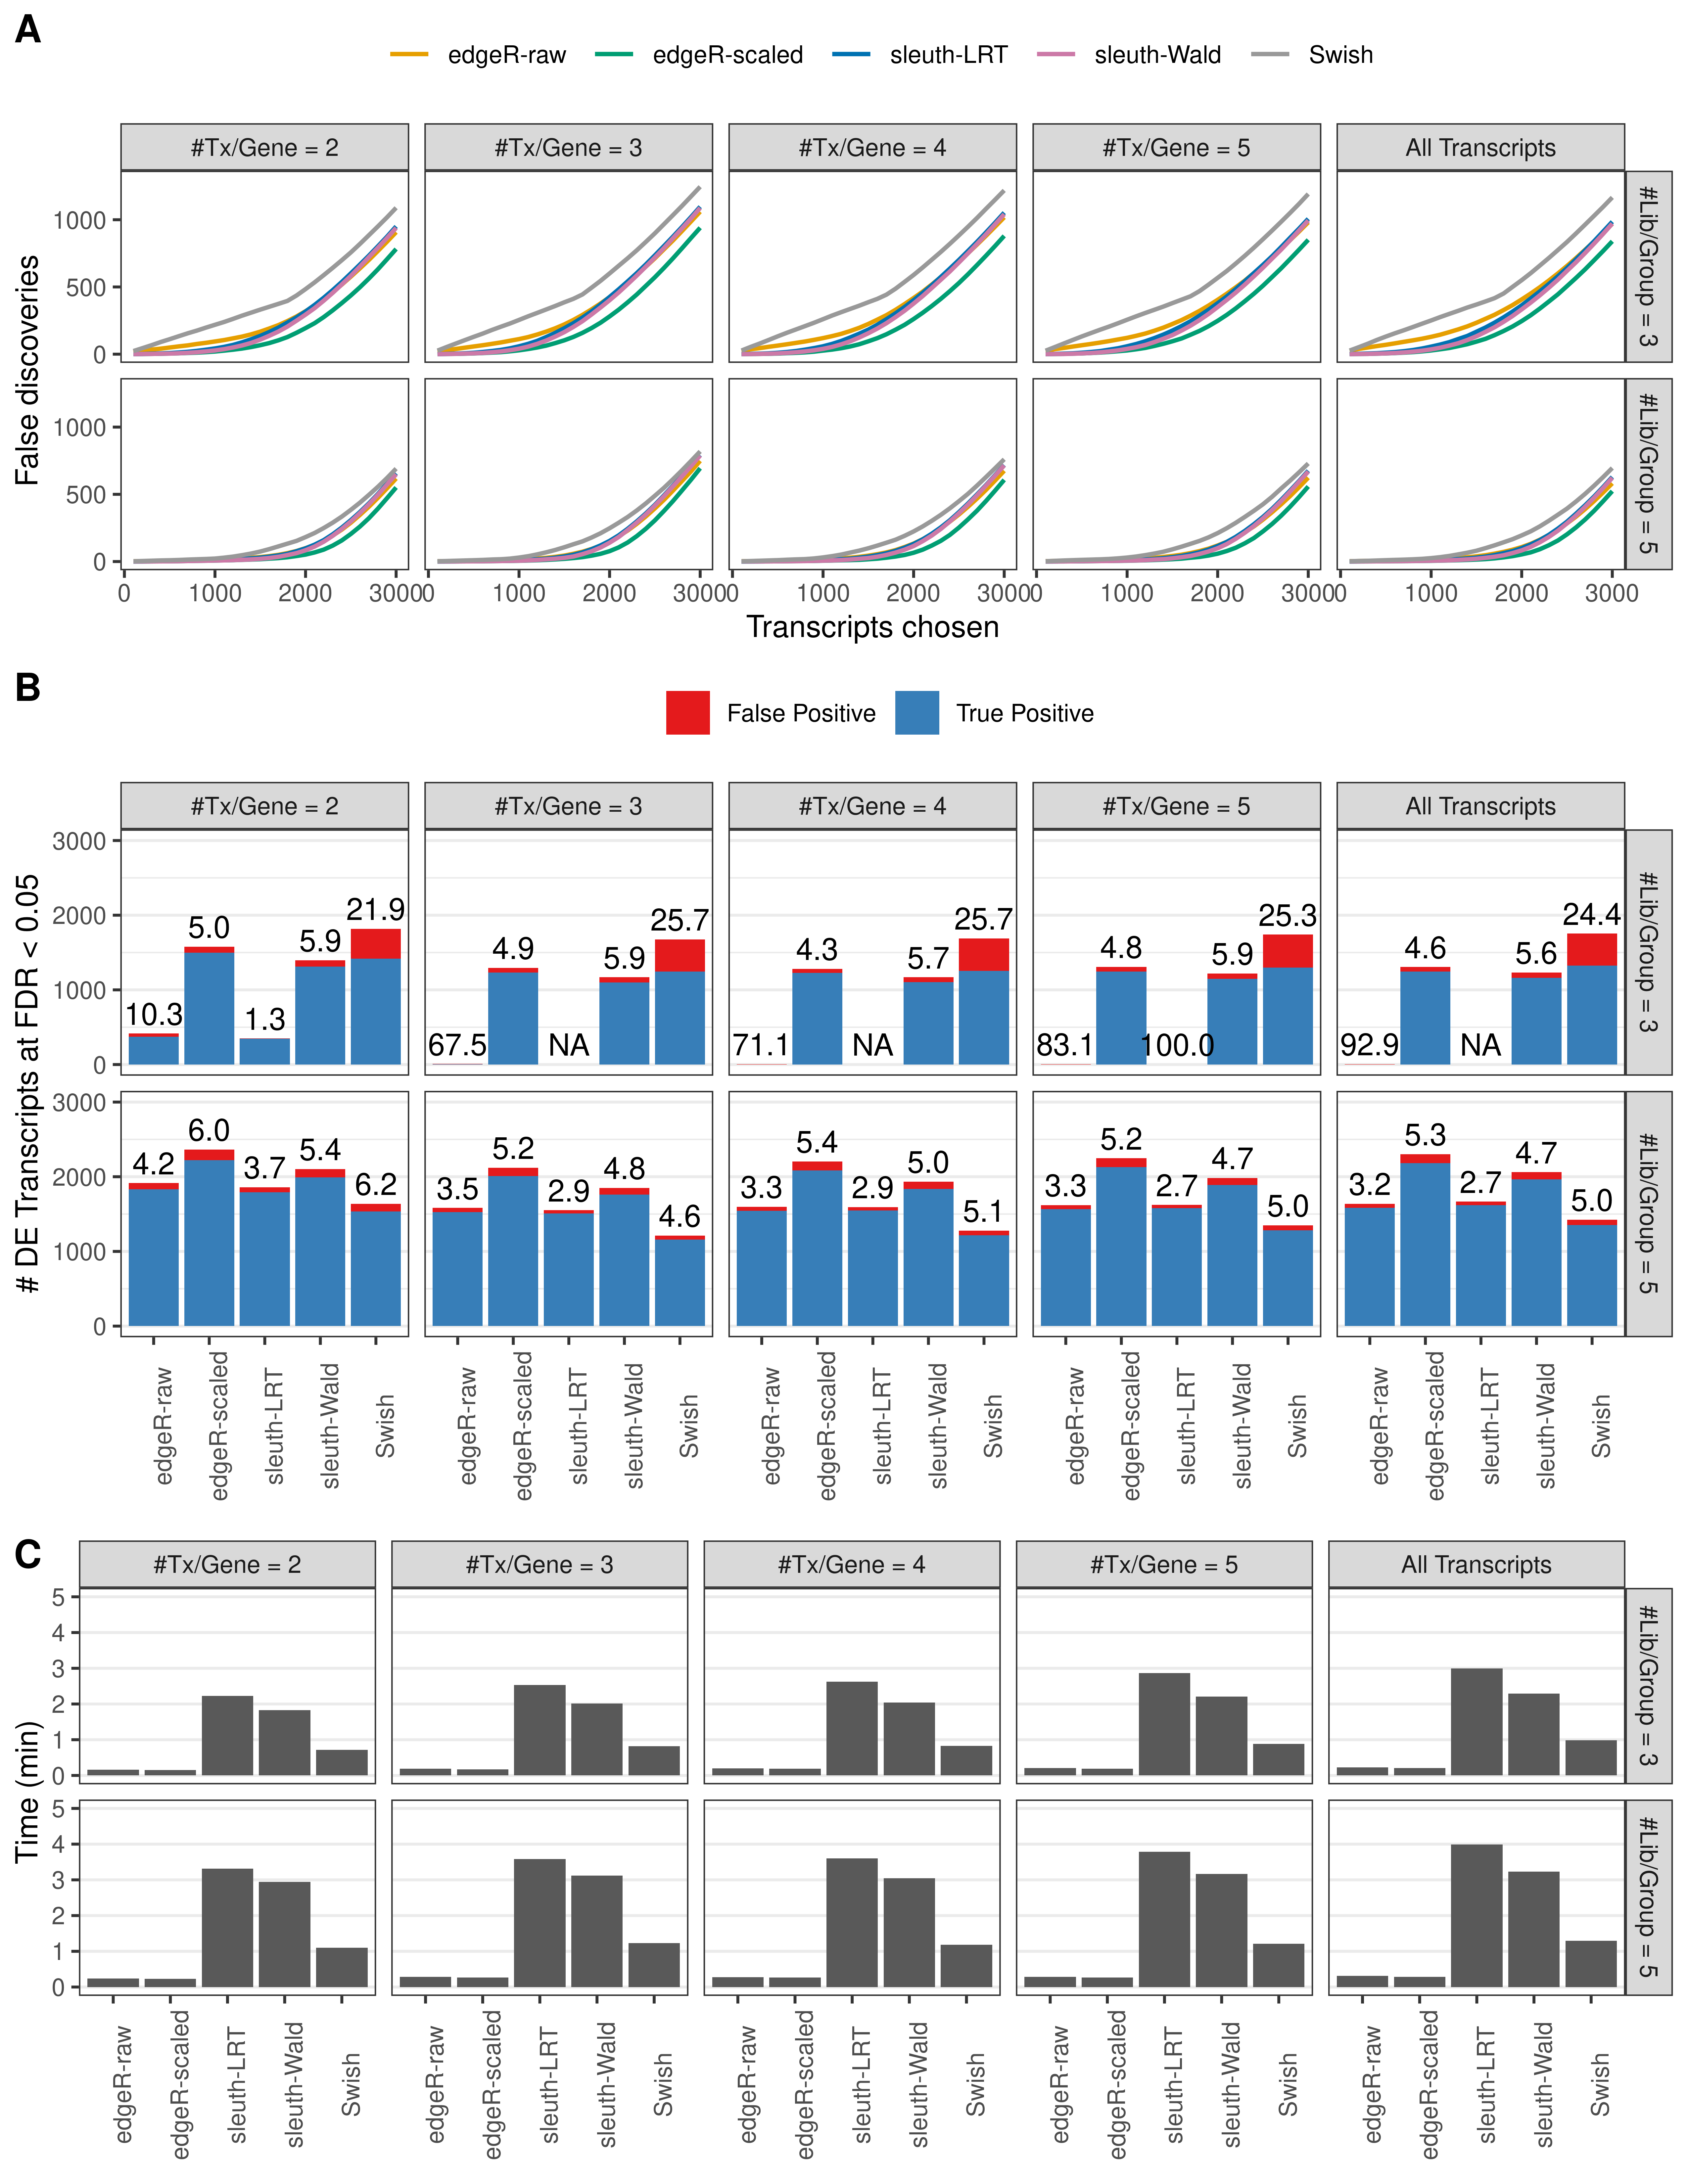 A
edgeR-raw edgeR-scaled sleuth-LRT sleuth-Wald Swish
#Tx/Gene = 2 #Tx/Gene = 3 #Tx/Gene = 4 #Tx/Gene = 5 All Transcripts
False discoveries
1000
500
0
#Lib/Group = 3
1000
500
0
#Lib/Group = 5
0 1000 2000 3000 0 1000 2000 3000 0 1000 2000 3000 0 1000 2000 3000 0 1000 2000 3000
Transcripts chosen
B
False Positive True Positive
#Tx/Gene = 2 #Tx/Gene = 3 #Tx/Gene = 4 #Tx/Gene = 5 All Transcripts
# DE Transcripts at FDR < 0.05
3000
2000
1000
0
10.3 5.0 1.3 5.9 21.9
67.5 4.9 NA 5.9 25.7
71.1 4.3 NA 5.7 25.7
83.1 4.8 100.0 5.9 25.3
92.9 4.6 NA 5.6 24.4
#Lib/Group = 3
3000
2000
1000
0
4.2 6.0 3.7 5.4 6.2
3.5 5.2 2.9 4.8 4.6
3.3 5.4 2.9 5.0 5.1
3.3 5.2 2.7 4.7 5.0
3.2 5.3 2.7 4.7 5.0
#Lib/Group = 5
edgeR-raw edgeR-scaled sleuth-LRT sleuth-Wald Swish
edgeR-raw edgeR-scaled sleuth-LRT sleuth-Wald Swish
edgeR-raw edgeR-scaled sleuth-LRT sleuth-Wald Swish
edgeR-raw edgeR-scaled sleuth-LRT sleuth-Wald Swish
edgeR-raw edgeR-scaled sleuth-LRT sleuth-Wald Swish
C
#Tx/Gene = 2 #Tx/Gene = 3 #Tx/Gene = 4 #Tx/Gene = 5 All Transcripts
Time (min)
5
4
3
2
1
0
#Lib/Group = 3
5
4
3
2
1
0
#Lib/Group = 5
edgeR-raw edgeR-scaled sleuth-LRT sleuth-Wald Swish
edgeR-raw edgeR-scaled sleuth-LRT sleuth-Wald Swish
edgeR-raw edgeR-scaled sleuth-LRT sleuth-Wald Swish
edgeR-raw edgeR-scaled sleuth-LRT sleuth-Wald Swish
edgeR-raw edgeR-scaled sleuth-LRT sleuth-Wald Swish